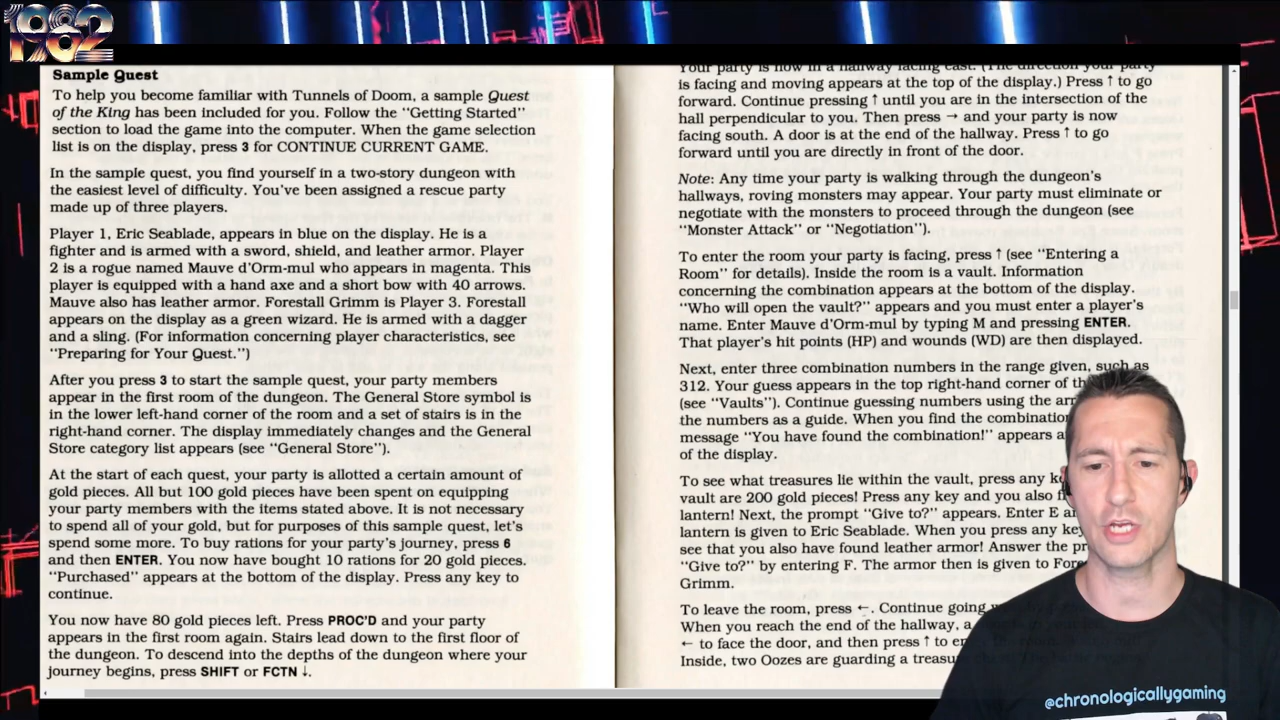 1982
Sample Quest
To help you become familiar with Tunnels of Doom, a sample Quest
of the King has been included for you. Follow the "Getting Started"
section to load the game into the computer. When the game selection
list is on the display, press 3 for CONTINUE CURRENT GAME.
In the sample quest, you find yourself in a two-story dungeon with
the easiest level of difficulty. You've been assigned a rescue party
made up of three players.
Player 1, Eric Seablade, appears in blue on the display. He is a
fighter and is armed with a sword, shield, and leather armor. Player
2 is a rogue named Mauve d'Orm-mul who appears in magenta. This
player is equipped with a hand axe and a short bow with 40 arrows.
Mauve also has leather armor. Forestall Grimm is Player 3. Forestall
appears on the display as a green wizard. He is armed with a dagger
and a sling. (For information concerning player characteristics, see
"Preparing for Your Quest.")
After you press 3 to start the sample quest, your party members
appear in the first room of the dungeon. The General Store symbol is
in the lower left-hand corner of the room and a set of stairs is in the
right-hand corner. The display immediately changes and the General
Store category list appears (see "General Store").
At the start of each quest, your party is allotted a certain amount of
gold pieces. All but 100 gold pieces have been spent on equipping
your party members with the items stated above. It is not necessary
to spend all of your gold, but for purposes of this sample quest, let's
spend some more. To buy rations for your party's journey, press 6
and then ENTER. You now have bought 10 rations for 20 gold pieces.
"Purchased" appears at the bottom of the display. Press any key to
continue.
You now have 80 gold pieces left. Press PROC'D and your party
appears in the first room again. Stairs lead down to the first floor of
the dungeon. To descend into the depths of the dungeon where your
journey begins, press SHIFT or FCTN ↓.
Your party is now in a hallway facing east. (The direction your party
is facing and moving appears at the top of the display.) Press ↑ to go
forward. Continue pressing ↑ until you are in the intersection of the
hall perpendicular to you. Then press → and your party is now
facing south. A door is at the end of the hallway. Press ↑ to go
forward until you are directly in front of the door.
Note: Any time your party is walking through the dungeon's
hallways, roving monsters may appear. Your party must eliminate or
negotiate with the monsters to proceed through the dungeon (see
"Monster Attack" or "Negotiation").
To enter the room your party is facing, press ↑ (see "Entering a
Room" for details). Inside the room is a vault. Information
concerning the combination appears at the bottom of the display.
"Who will open the vault?" appears and you must enter a player's
name. Enter Mauve d'Orm-mul by typing M and pressing ENTER.
That player's hit points (HP) and wounds (WD) are then displayed.
Next, enter three combination numbers in the range given, such as
312. Your guess appears in the top right-hand corner of
(see "Vaults"). Continue guessing numbers using the
the numbers as a guide. When you find the combination
message "You have found the combination!" appears
of the display.
To see what treasures lie within the vault, press any
vault are 200 gold pieces! Press any key and you also
lantern! Next, the prompt "Give to?" appears. Enter E
lantern is given to Eric Seablade. When you press any
see that you also have found leather armor! Answer the
"Give to?" by entering F. The armor then is given to
Grimm.
To leave the room, press ←. Continue going
When you reach the end of the hallway, a
← to face the door, and then press ↑ to
Inside, two Oozes are guarding a
@chronologicallygaming